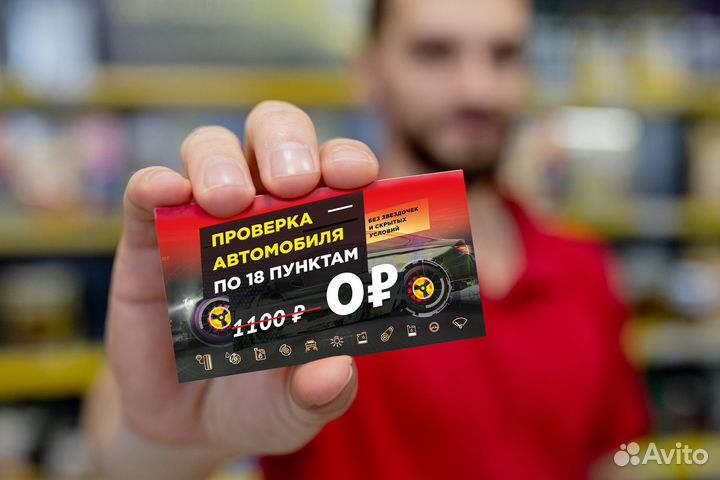 ПРОВЕРКА
АВТОМОБИЛЯ
ПО 18 ПУНКТАМ
БЕЗ ЗВЕЗДОЧЕК
И СКРЫТЫХ
УСЛОВИЙ
1100 ₽
0₽
Avito